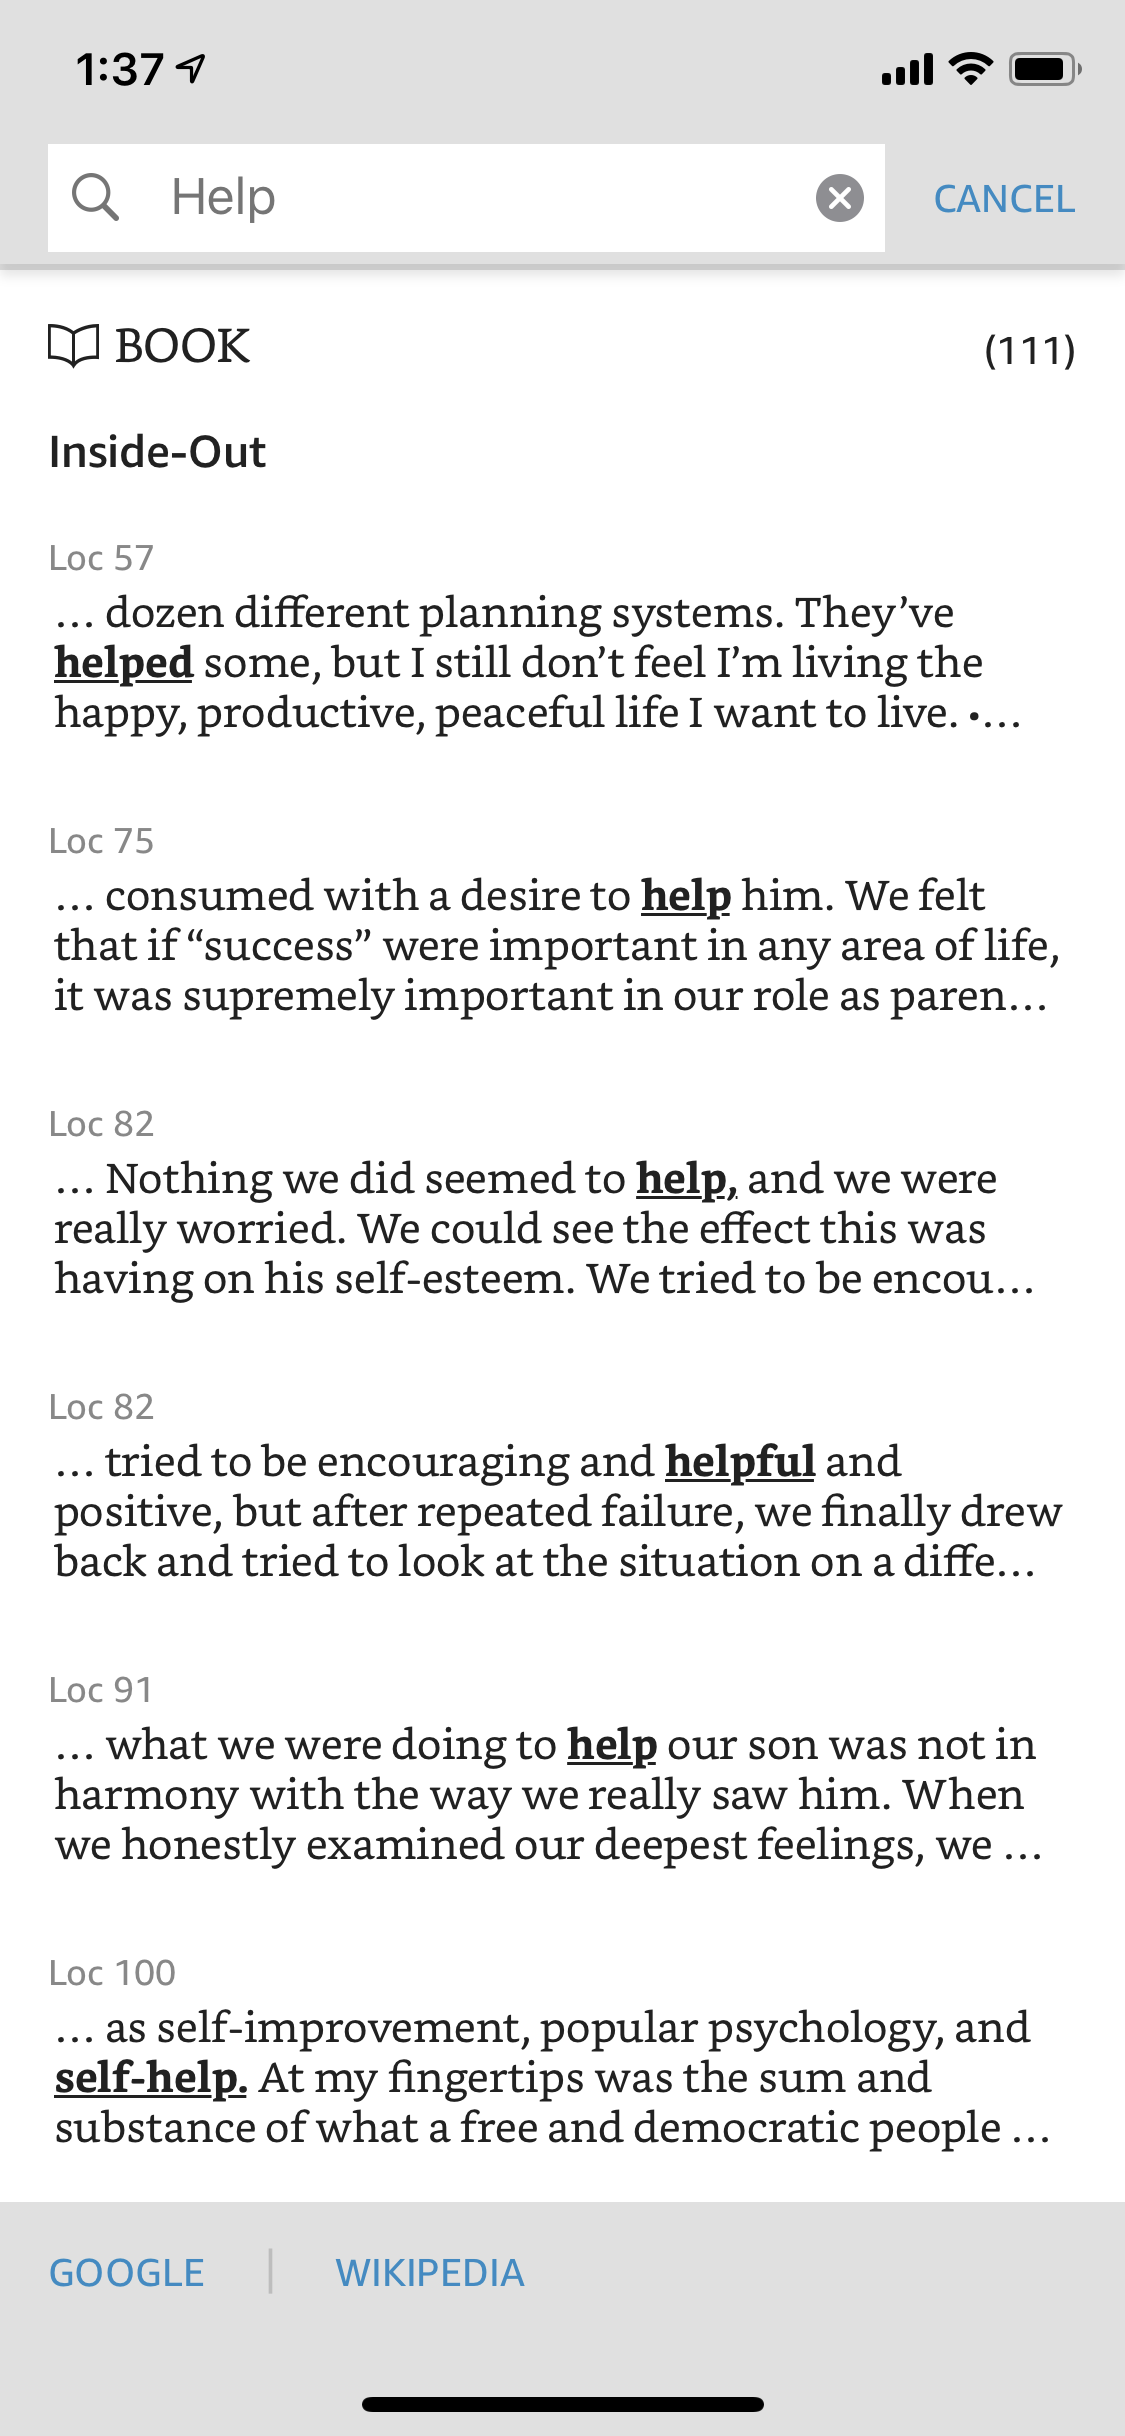 1:37
Help
CANCEL
BOOK
(111)
Inside-Out
Loc 57
... dozen different planning systems. They’ve
helped some, but I still don’t feel I’m living the
happy, productive, peaceful life I want to live. •...
Loc 75
... consumed with a desire to help him. We felt
that if “success” were important in any area of life,
it was supremely important in our role as paren...
Loc 82
... Nothing we did seemed to help, and we were
really worried. We could see the effect this was
having on his self-esteem. We tried to be encou...
Loc 82
... tried to be encouraging and helpful and
positive, but after repeated failure, we finally drew
back and tried to look at the situation on a diffe...
Loc 91
... what we were doing to help our son was not in
harmony with the way we really saw him. When
we honestly examined our deepest feelings, we ...
Loc 100
... as self-improvement, popular psychology, and
self-help. At my fingertips was the sum and
substance of what a free and democratic people ...
GOOGLE
WIKIPEDIA